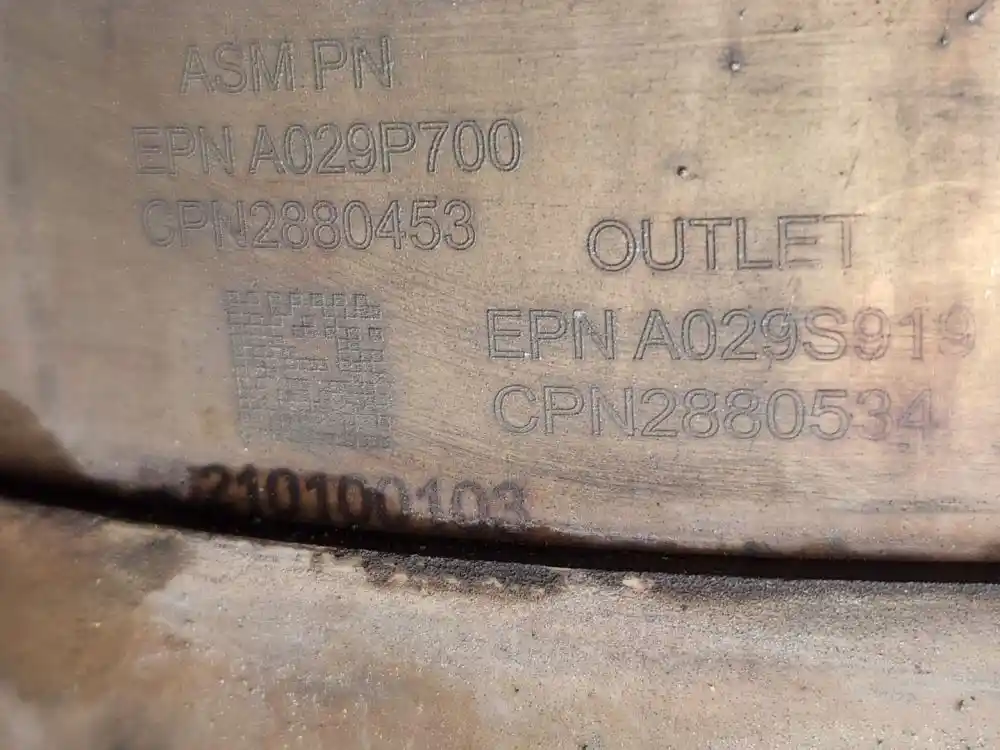 ASM PN
EPN A029P700
CPN2880453
OUTLET
EPN A029S919
CPN2880534
210100103